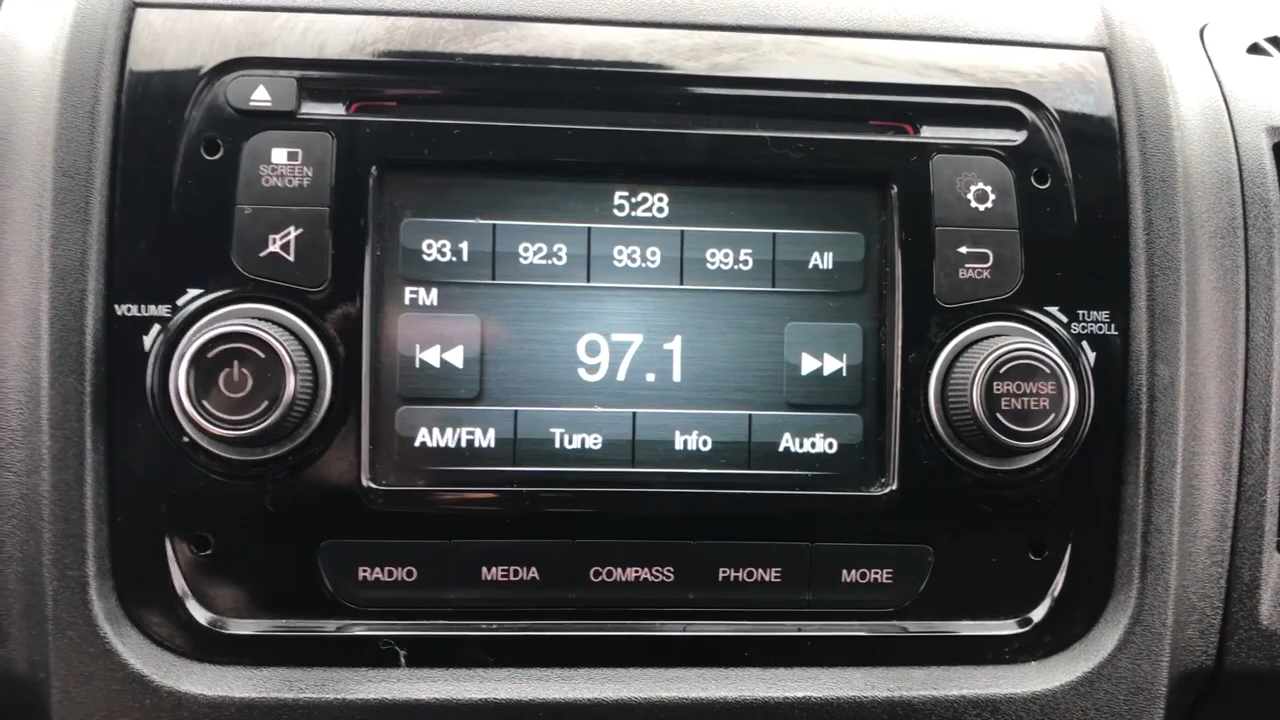 SCREEN
ON/OFF
5:28
93.1 92.3 93.9 99.5 All
BACK
FM
VOLUME
TUNE
SCROLL
97.1
BROWSE
ENTER
AM/FM Tune Info Audio
RADIO MEDIA COMPASS PHONE MORE